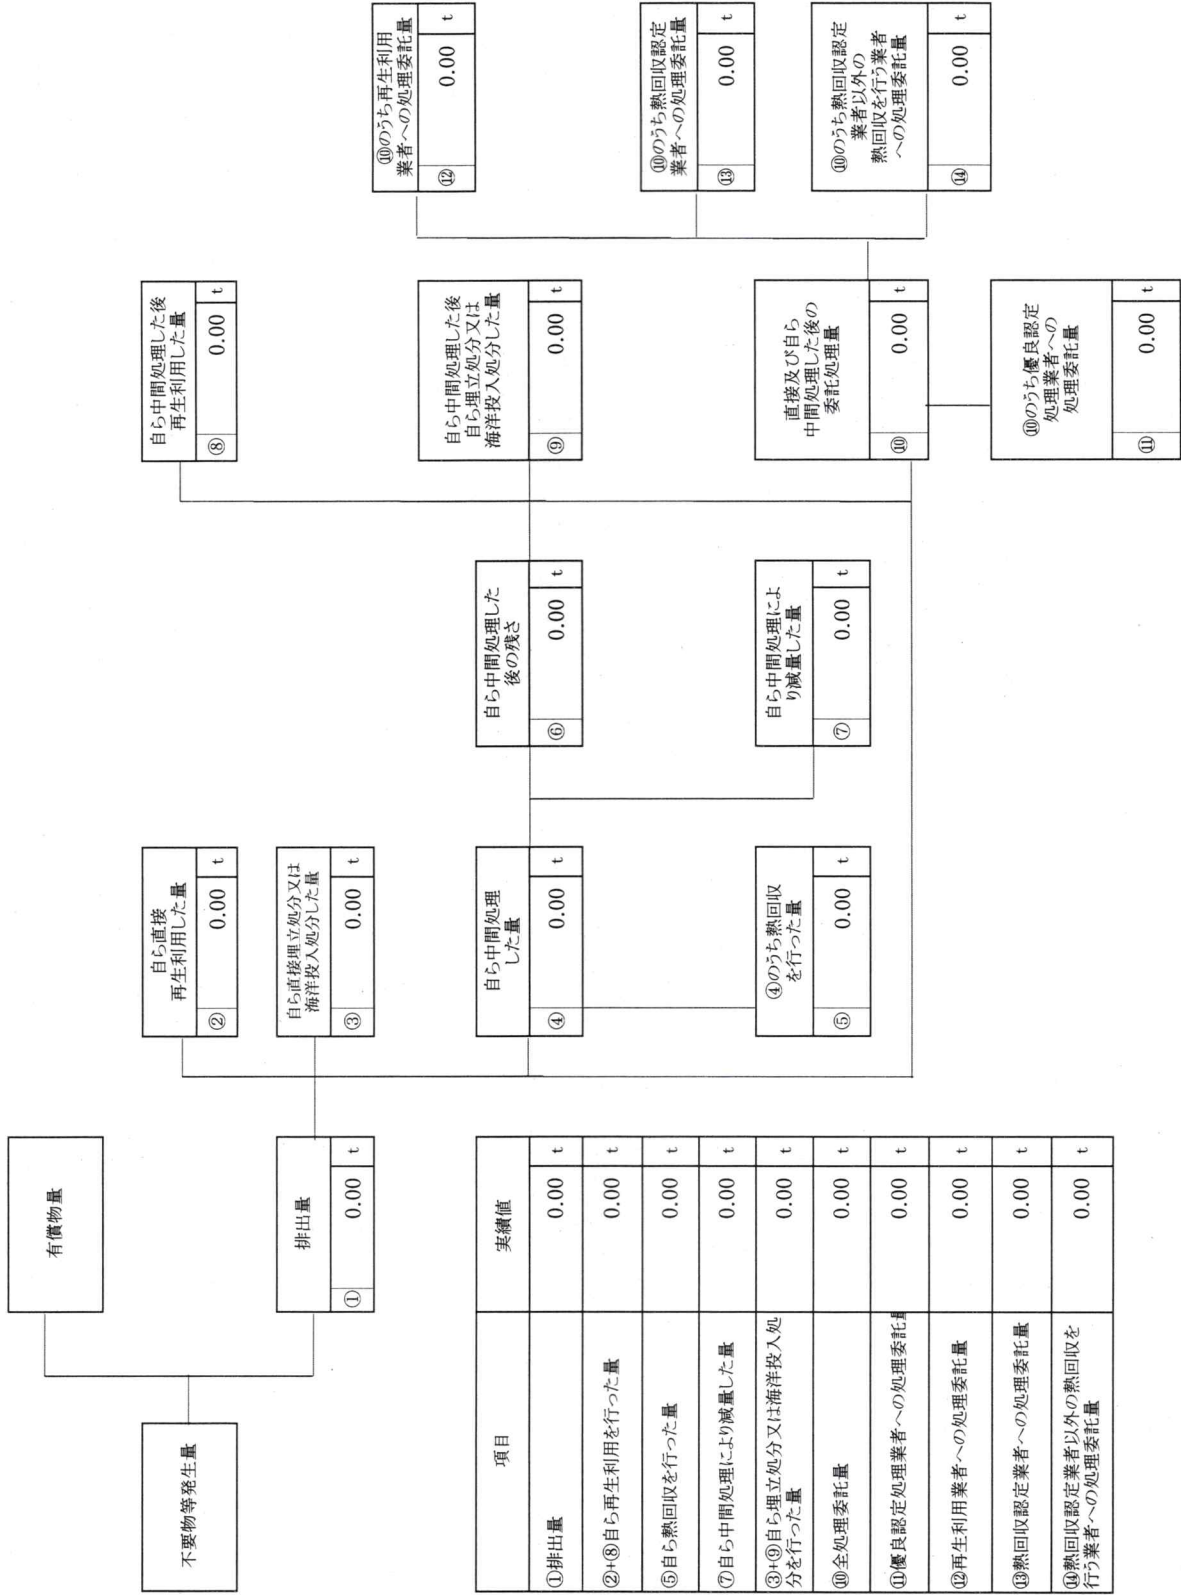 不要物等発生量
有償物量
排出量
① 0.00 t
自ら直接
再生利用した量
② 0.00 t
自ら直接埋立処分又は
海洋投入処分した量
③ 0.00 t
自ら中間処理
した量
④ 0.00 t
④のうち熱回収
を行った量
⑤ 0.00 t
自ら中間処理した
後の残さ
⑥ 0.00 t
自ら中間処理によ
り減量した量
⑦ 0.00 t
自ら中間処理した後
再生利用した量
⑧ 0.00 t
自ら中間処理した後
自ら埋立処分又は
海洋投入処分した量
⑨ 0.00 t
直接及び自ら
中間処理した後の
委託処理量
⑩ 0.00 t
⑩のうち優良認定
処理業者への
処理委託量
⑪ 0.00 t
⑩のうち再生利用
業者への処理委託量
⑫ 0.00 t
⑩のうち熱回収認定
業者への処理委託量
⑬ 0.00 t
⑩のうち熱回収認定
業者以外の
熱回収を行う業者
への処理委託量
⑭ 0.00 t
項目 実績値
①排出量 0.00 t
②+⑧自ら再生利用を行った量 0.00 t
⑤自ら熱回収を行った量 0.00 t
⑦自ら中間処理により減量した量 0.00 t
③+⑨自ら埋立処分又は海洋投入処
分を行った量 0.00 t
⑩全処理委託量 0.00 t
⑪優良認定処理業者への処理委託量 0.00 t
⑫再生利用業者への処理委託量 0.00 t
⑬熱回収認定業者への処理委託量 0.00 t
⑭熱回収認定業者以外の熱回収を
行う業者への処理委託量 0.00 t